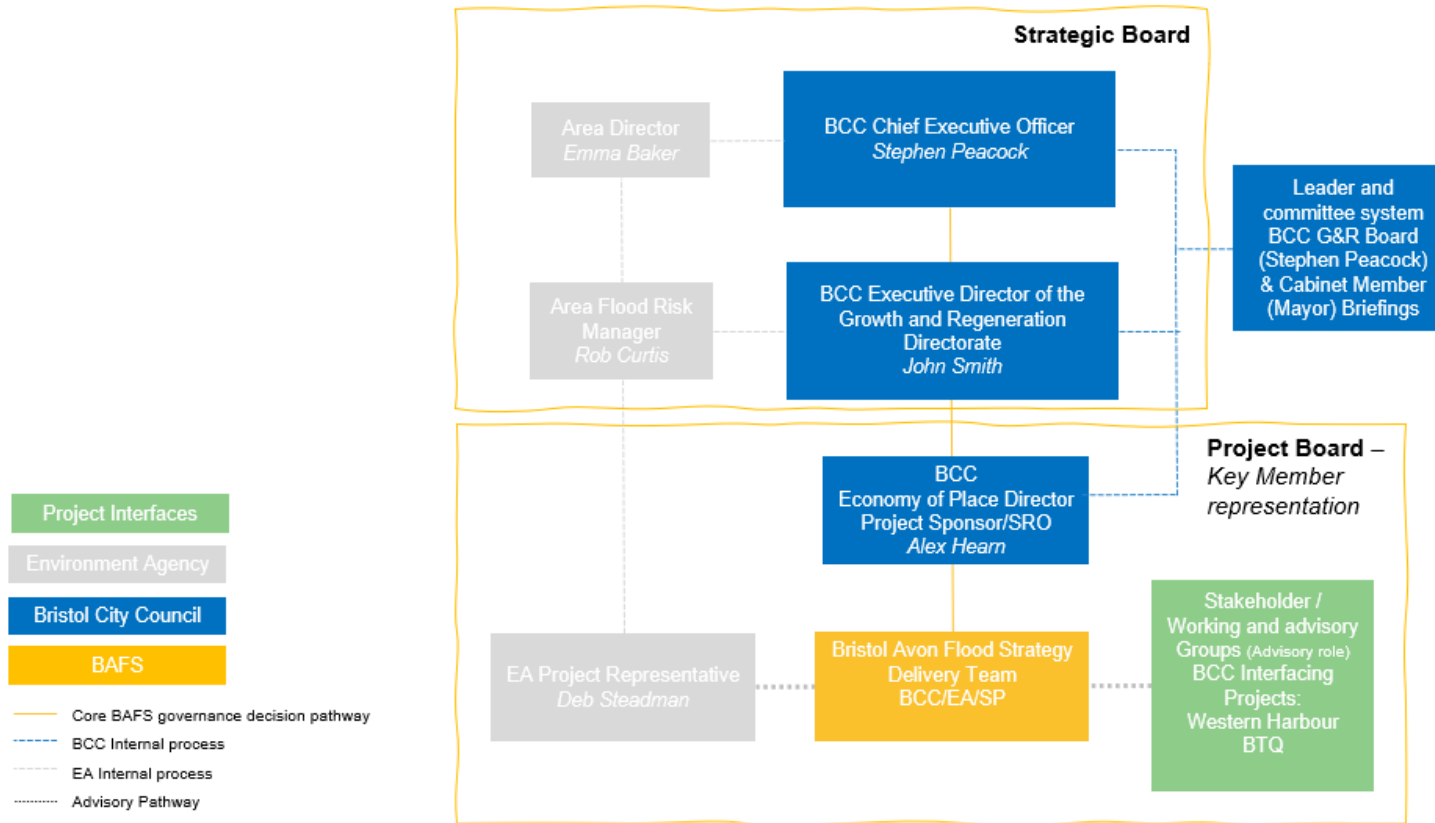 Strategic Board
Area Director
Emma Baker
BCC Chief Executive Officer
Stephen Peacock
Leader and
committee system
BCC G&R Board
(Stephen Peacock)
& Cabinet Member
(Mayor) Briefings
Area Flood Risk
Manager
Rob Curtis
BCC Executive Director of the
Growth and Regeneration
Directorate
John Smith
Project Board –
Key Member
representation
BCC
Economy of Place Director
Project Sponsor/SRO
Alex Hearn
EA Project Representative
Deb Steadman
Bristol Avon Flood Strategy
Delivery Team
BCC/EA/SP
Stakeholder /
Working and advisory
Groups (Advisory role)
BCC Interfacing
Projects:
Western Harbour
BTQ
Project Interfaces
Environment Agency
Bristol City Council
BAFS
Core BAFS governance decision pathway
BCC Internal process
EA Internal process
Advisory Pathway